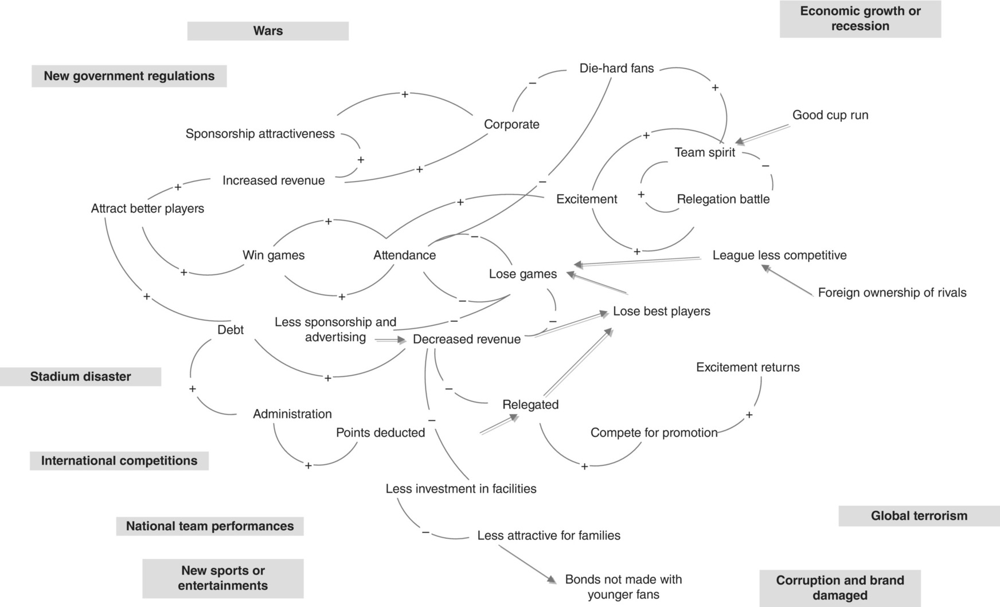 Economic growth or
recession
Wars
New government regulations
Die-hard fans
+
−
+
Corporate
Good cup run
Sponsorship attractiveness
+
Team spirit
+
−
+
Increased revenue
+
−
+
Attract better players
+
Excitement
+
Relegation battle
+
−
+
Win games
Attendance
League less competitive
+
Lose games
Foreign ownership of rivals
+
+
−
Lose best players
Less sponsorship and
advertising
−
−
Debt
Decreased revenue
Stadium disaster
+
+
−
Excitement returns
Relegated
Administration
+
−
Points deducted
Compete for promotion
International competitions
+
+
Less investment in facilities
Global terrorism
National team performances
−
Less attractive for families
New sports or
entertainments
Bonds not made with
younger fans
Corruption and brand
damaged